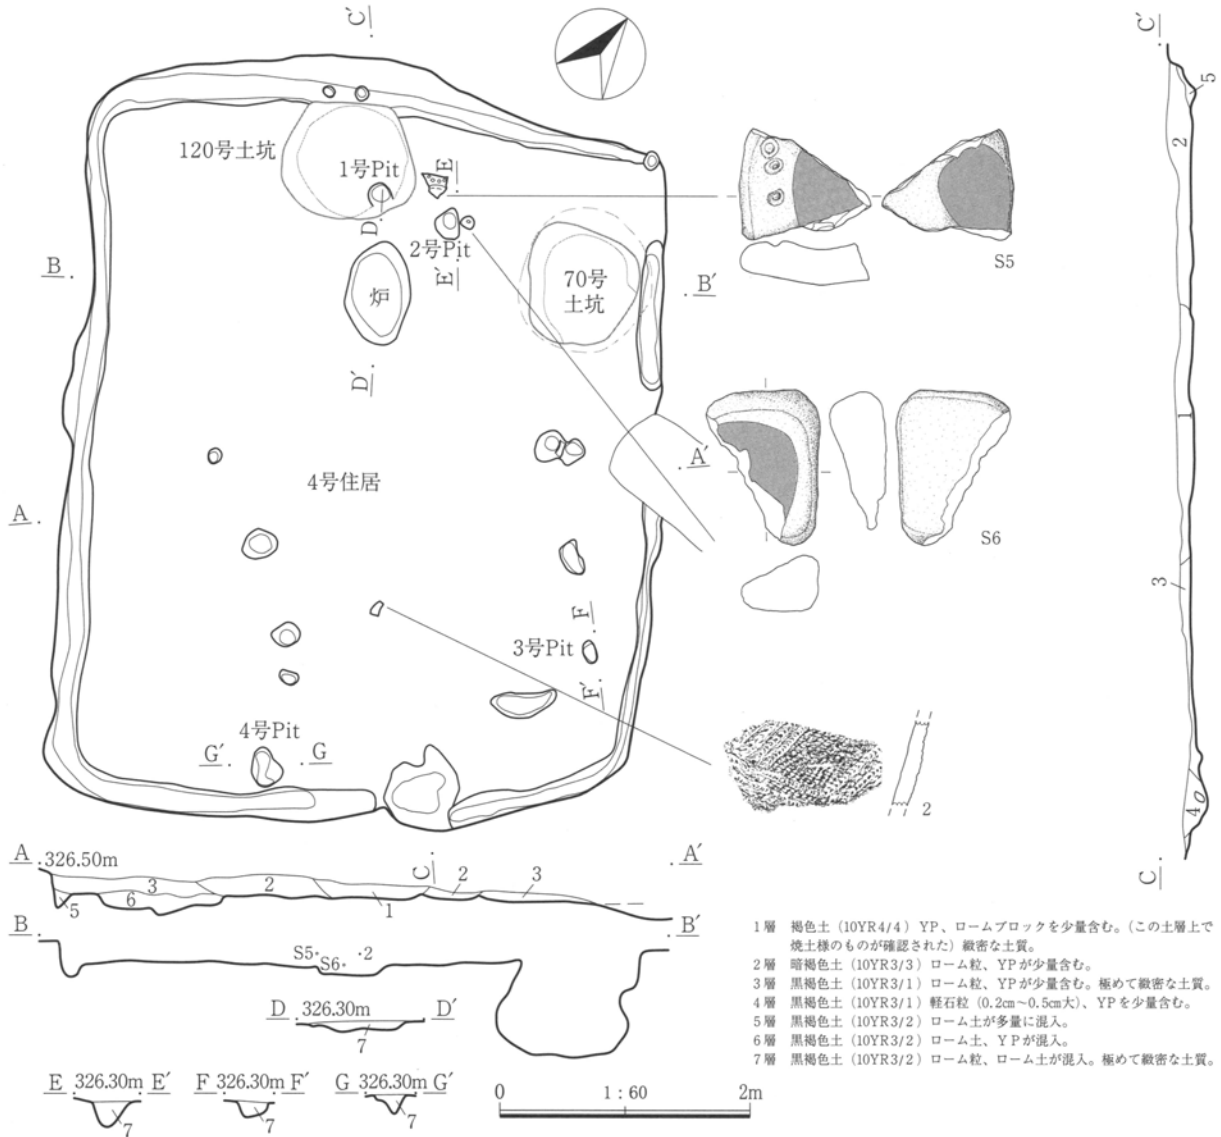 C′
120号土坑
1号Pit
E
D
2号Pit
E′
B
炉
70号
土坑
B′
D′
S5
A′
4号住居
A
S6
F
3号Pit
F′
4号Pit
G′
G
2
C′
5
2
1
3
4
C
A
326.50m
C
A′
3
2
2
3
6
5
1
B
B′
S5
S6
2
D 326.30m D′
7
E 326.30m E′
7
F 326.30m F′
7
G 326.30m G′
7
0
1:60
2m
1層 褐色土（10YR4/4）YP、ロームブロックを少量含む。（この土層上で
焼土様のものが確認された）緻密な土質。
2層 暗褐色土（10YR3/3）ローム粒、YPが少量含む。
3層 黒褐色土（10YR3/1）ローム粒、YPが少量含む。極めて緻密な土質。
4層 黒褐色土（10YR3/1）軽石粒（0.2㎝～0.5㎝大）、YPを少量含む。
5層 黒褐色土（10YR3/2）ローム土が多量に混入。
6層 黒褐色土（10YR3/2）ローム土、YPが混入。
7層 黒褐色土（10YR3/2）ローム粒、ローム土が混入。極めて緻密な土質。